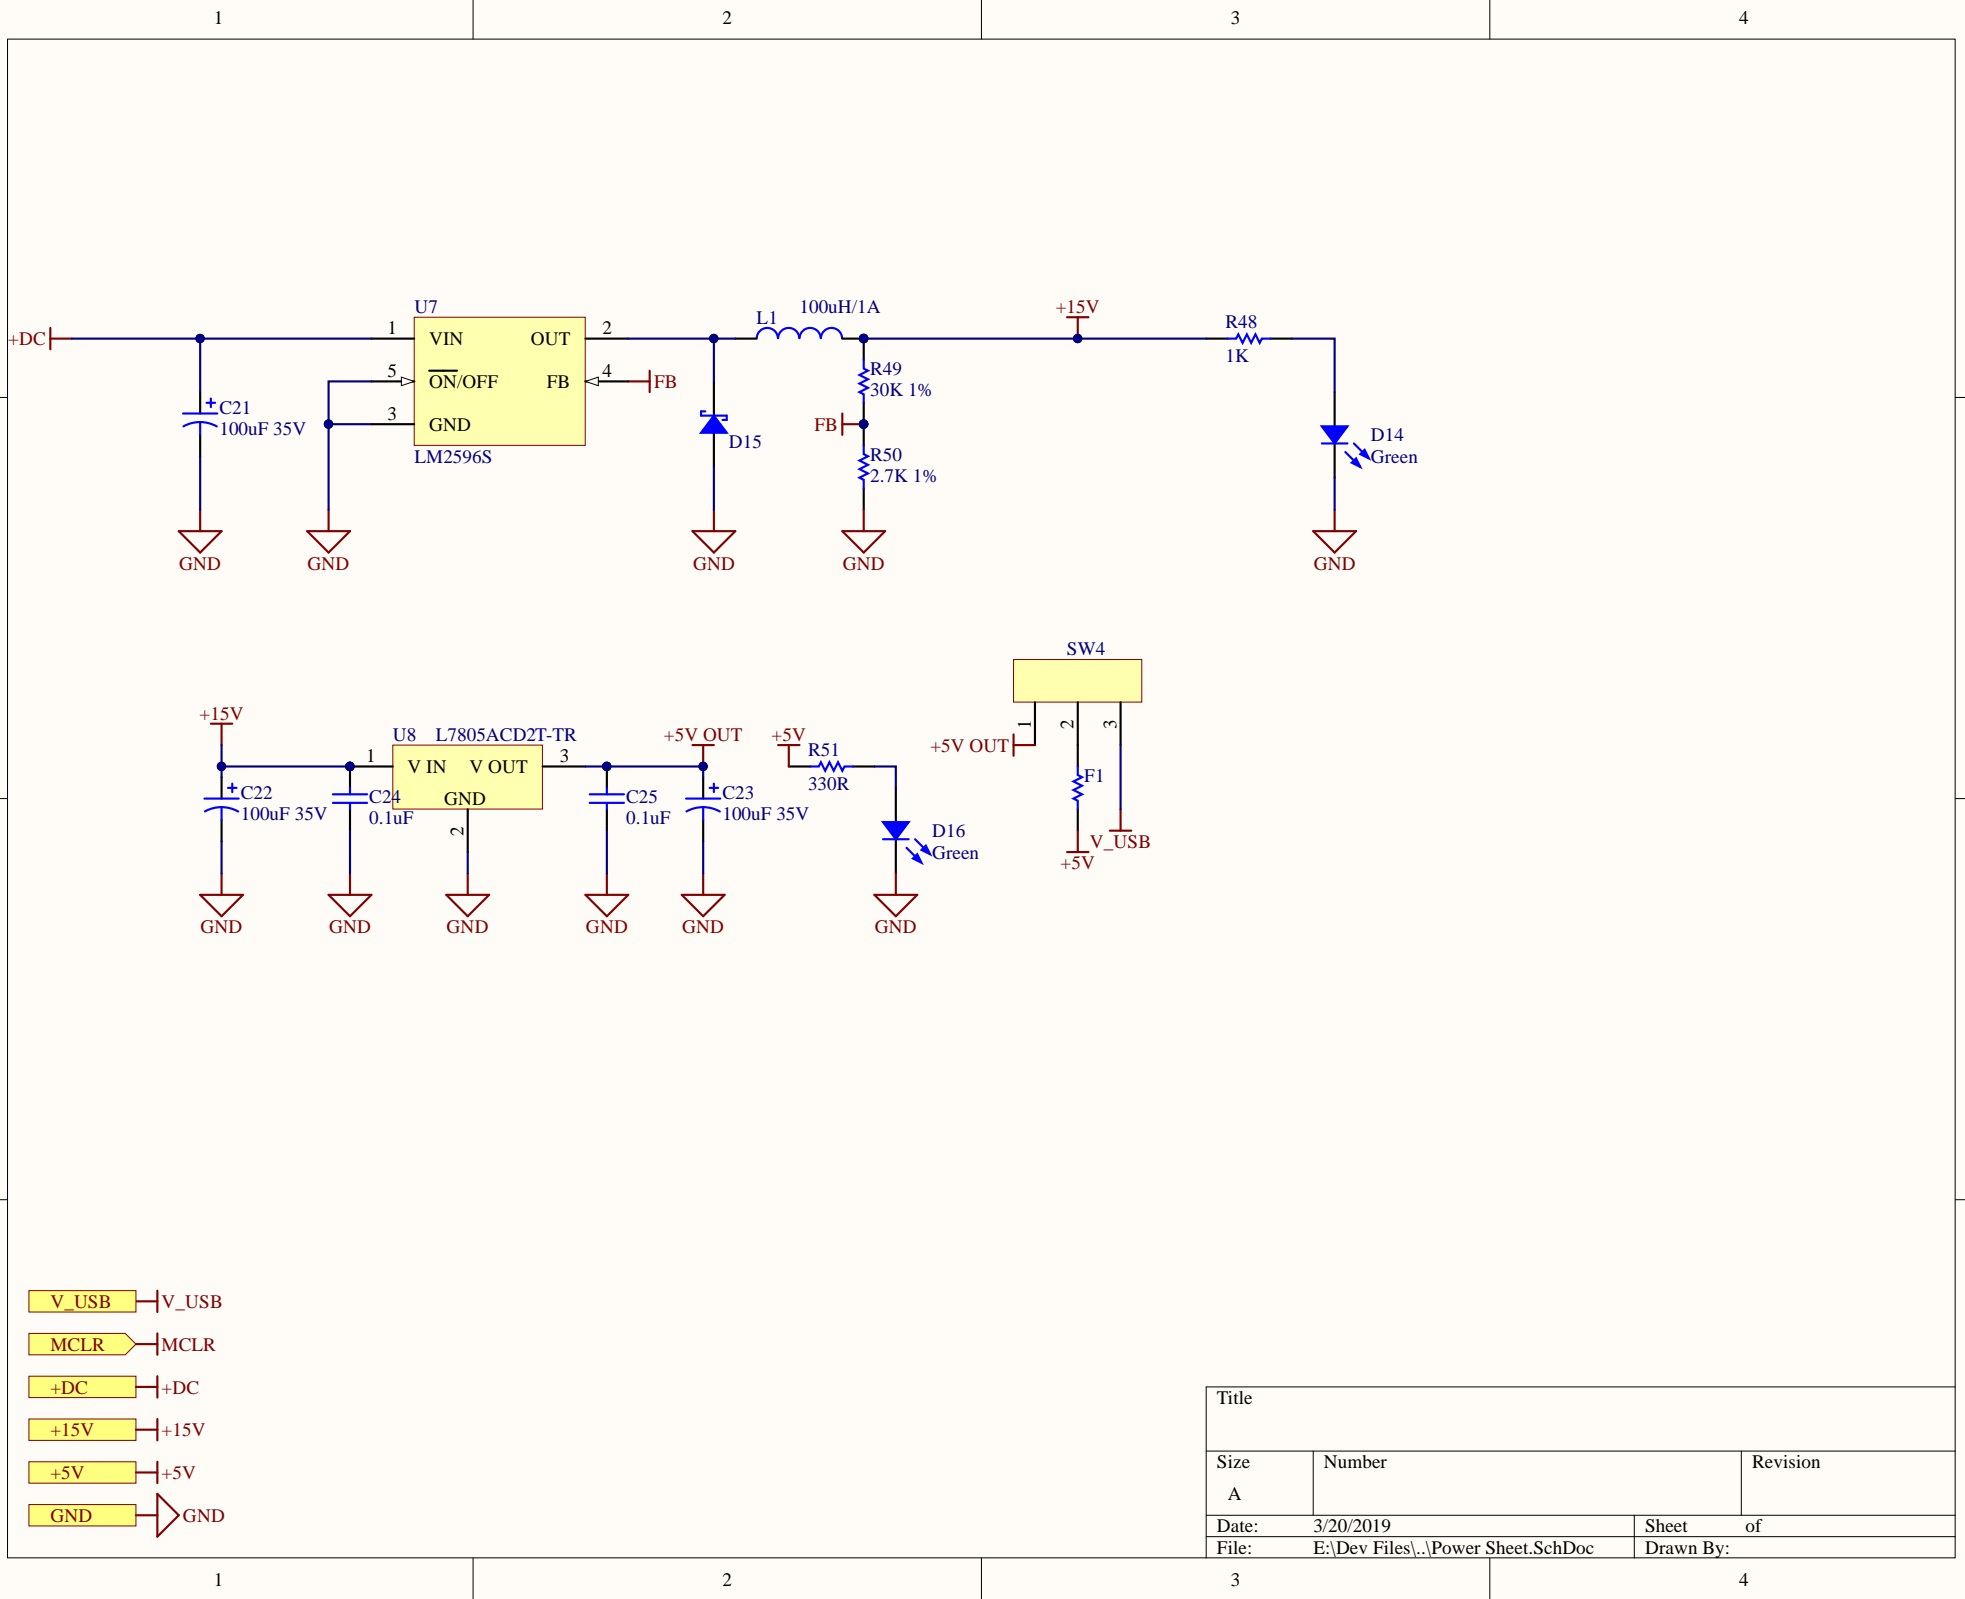 1 2 3 4
U7
100uH/1A
+15V
L1
R48
+DC
1
VIN
OUT
2
1K
5
ON/OFF
FB
4
FB
R49
30K 1%
C21
100uF 35V
3
GND
FB
D15
LM2596S
R50
2.7K 1%
D14
Green
GND
GND
GND
GND
GND
SW4
+15V
U8 L7805ACD2T-TR
+5V OUT
+5V
1
2
3
+5V OUT
R51
330R
1
V IN
V OUT
3
GND
2
C22
100uF 35V
C24
0.1uF
C25
0.1uF
C23
100uF 35V
F1
D16
Green
V_USB
+5V
GND
GND
GND
GND
GND
GND
V_USB V_USB
MCLR MCLR
+DC +DC
+15V +15V
+5V +5V
GND GND
Title
Size Number Revision
A
Date: 3/20/2019 Sheet of
File: E:\Dev Files\..\Power Sheet.SchDoc Drawn By:
1 2 3 4